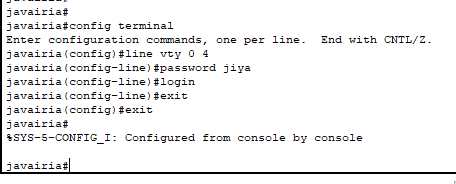 javairia#
javairia#
javairia#config terminal
Enter configuration commands, one per line.  End with CNTL/Z.
javairia(config)#line vty 0 4
javairia(config-line)#password jiya
javairia(config-line)#login
javairia(config-line)#exit
javairia(config)#exit
javairia#
%SYS-5-CONFIG_I: Configured from console by console
javairia#